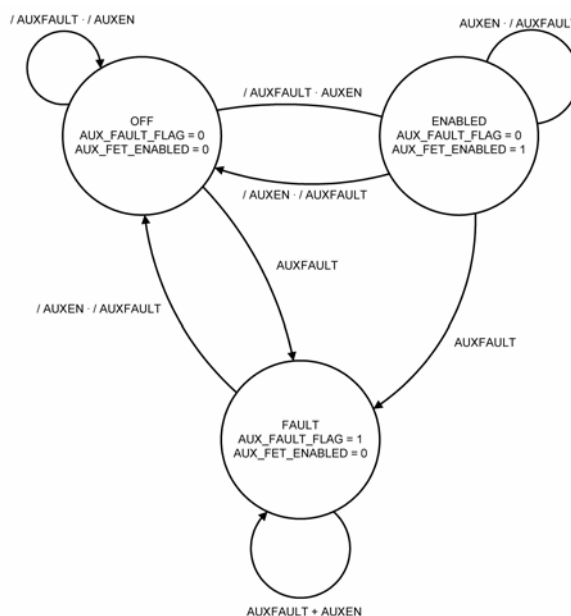 / AUXFAULT · / AUXEN
AUXEN · / AUXFAULT
/ AUXFAULT · AUXEN
OFF
AUX_FAULT_FLAG = 0
AUX_FET_ENABLED = 0
ENABLED
AUX_FAULT_FLAG = 0
AUX_FET_ENABLED = 1
/ AUXEN · / AUXFAULT
AUXFAULT
/ AUXEN · / AUXFAULT
AUXFAULT
FAULT
AUX_FAULT_FLAG = 1
AUX_FET_ENABLED = 0
AUXFAULT + AUXEN